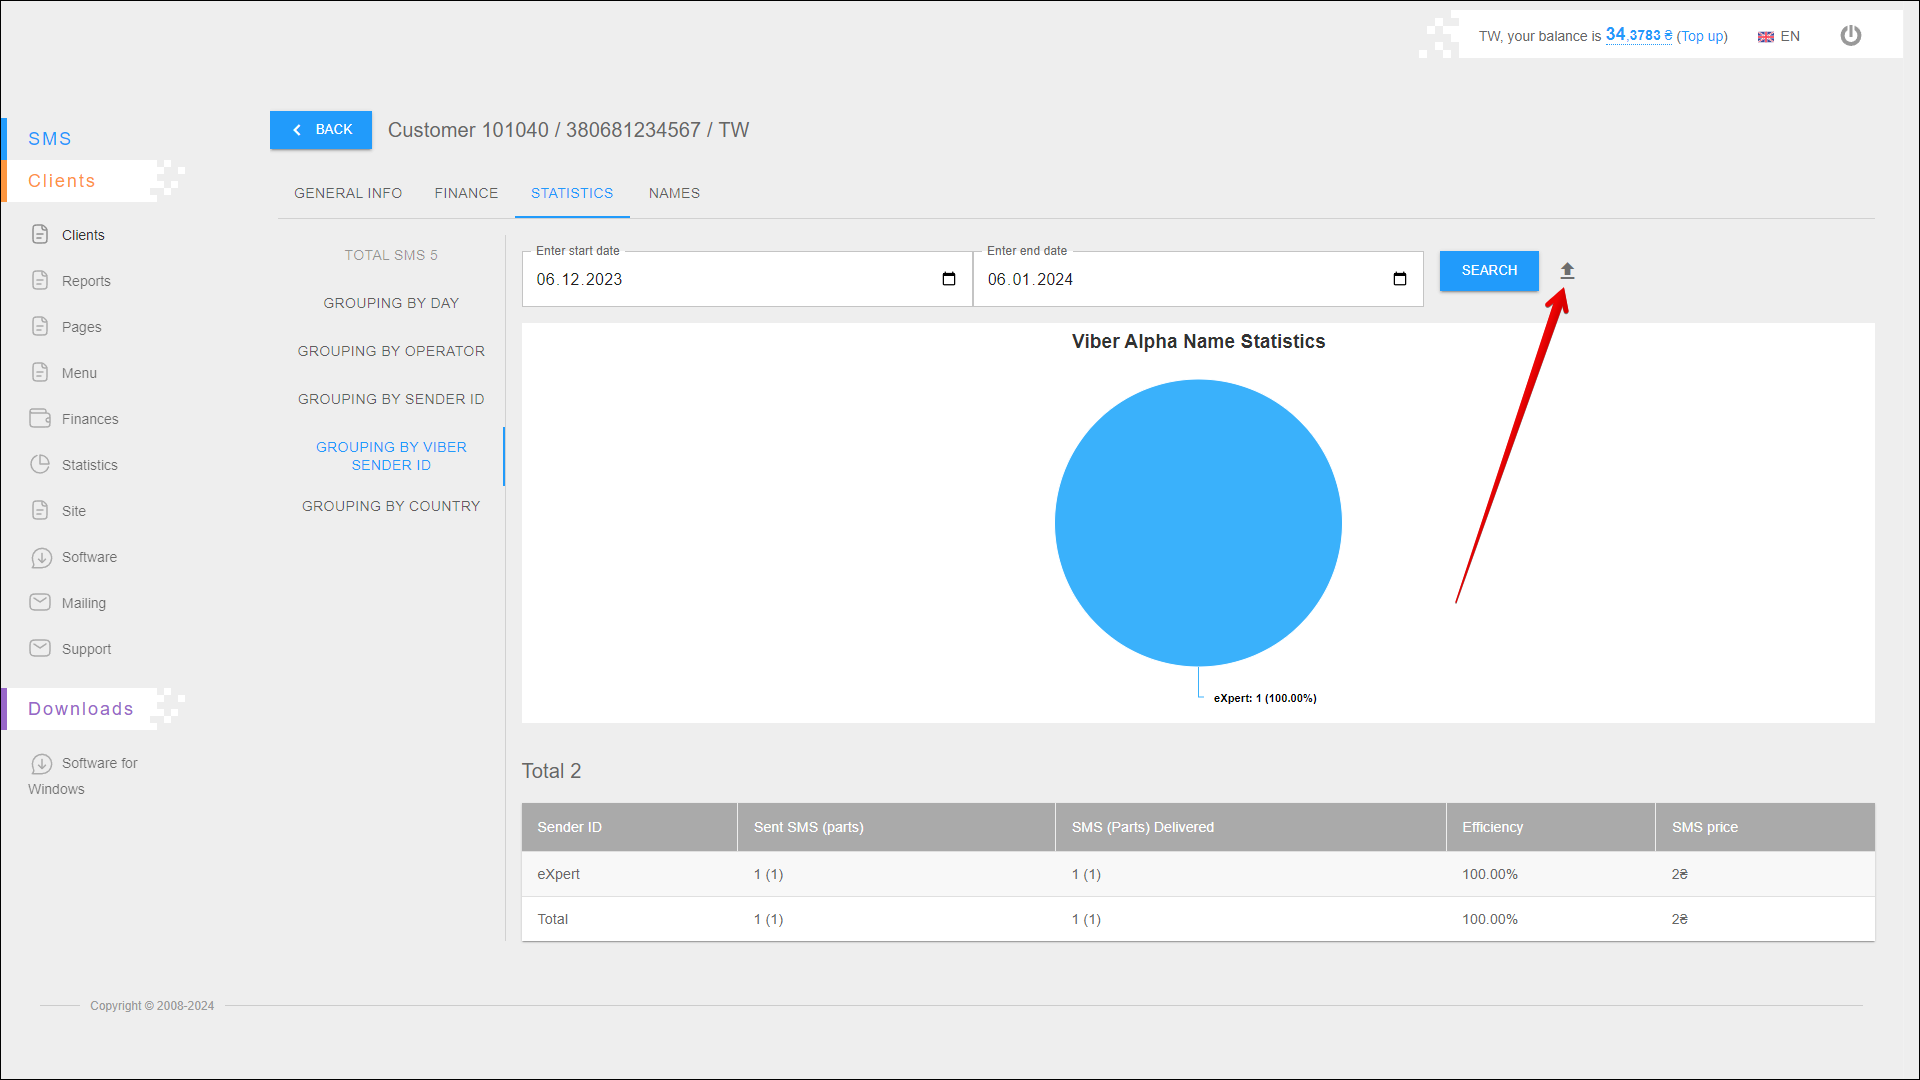 TW, your balance is 34,3783 ₴ (Top up)
EN
SMS
Clients
Clients
Reports
Pages
Menu
Finances
Statistics
Site
Software
Mailing
Support
Downloads
Software for
Windows
BACK
Customer 101040 / 380681234567 / TW
GENERAL INFO
FINANCE
STATISTICS
NAMES
TOTAL SMS 5
GROUPING BY DAY
GROUPING BY OPERATOR
GROUPING BY SENDER ID
GROUPING BY VIBER
SENDER ID
GROUPING BY COUNTRY
Enter start date
06.12.2023
Enter end date
06.01.2024
SEARCH
Viber Alpha Name Statistics
eXpert: 1 (100.00%)
Total 2
Sender ID
Sent SMS (parts)
SMS (Parts) Delivered
Efficiency
SMS price
eXpert
1 (1)
1 (1)
100.00%
2₴
Total
1 (1)
1 (1)
100.00%
2₴
Copyright © 2008-2024